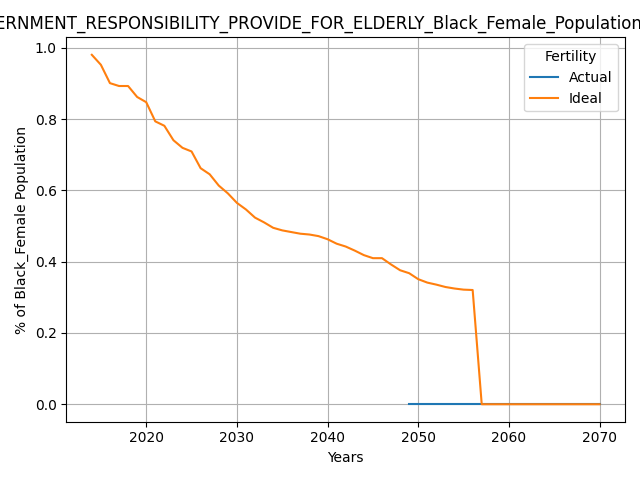 ERNMENT_RESPONSIBILITY_PROVIDE_FOR_ELDERLY_Black_Female_Population
Fertility
Actual
Ideal
% of Black_Female Population
1.0
0.8
0.6
0.4
0.2
0.0
2020 2030 2040 2050 2060 2070
Years